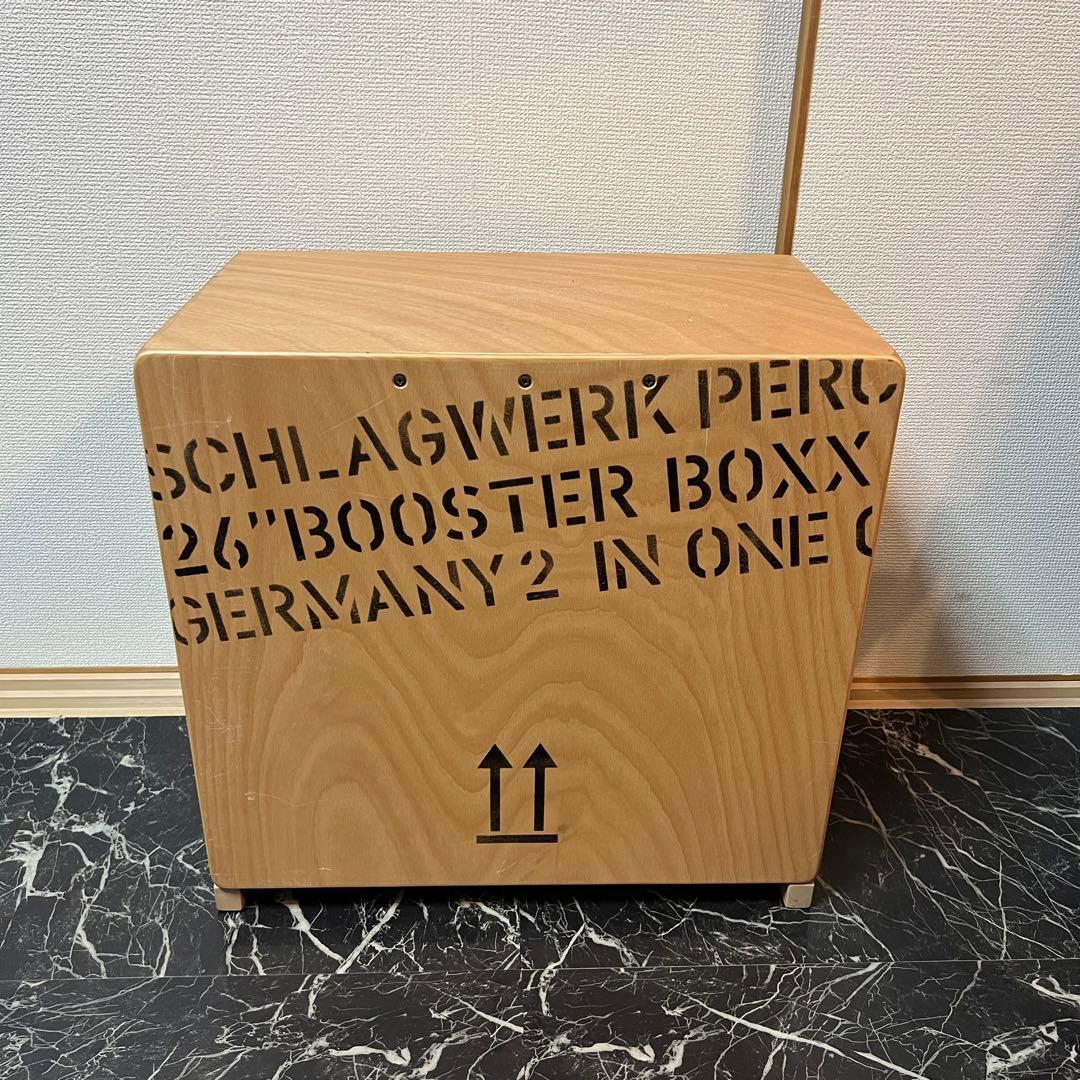 SCHLAGWERK PERC
26"BOOSTER BOXX
GERMANY 2 IN ONE C